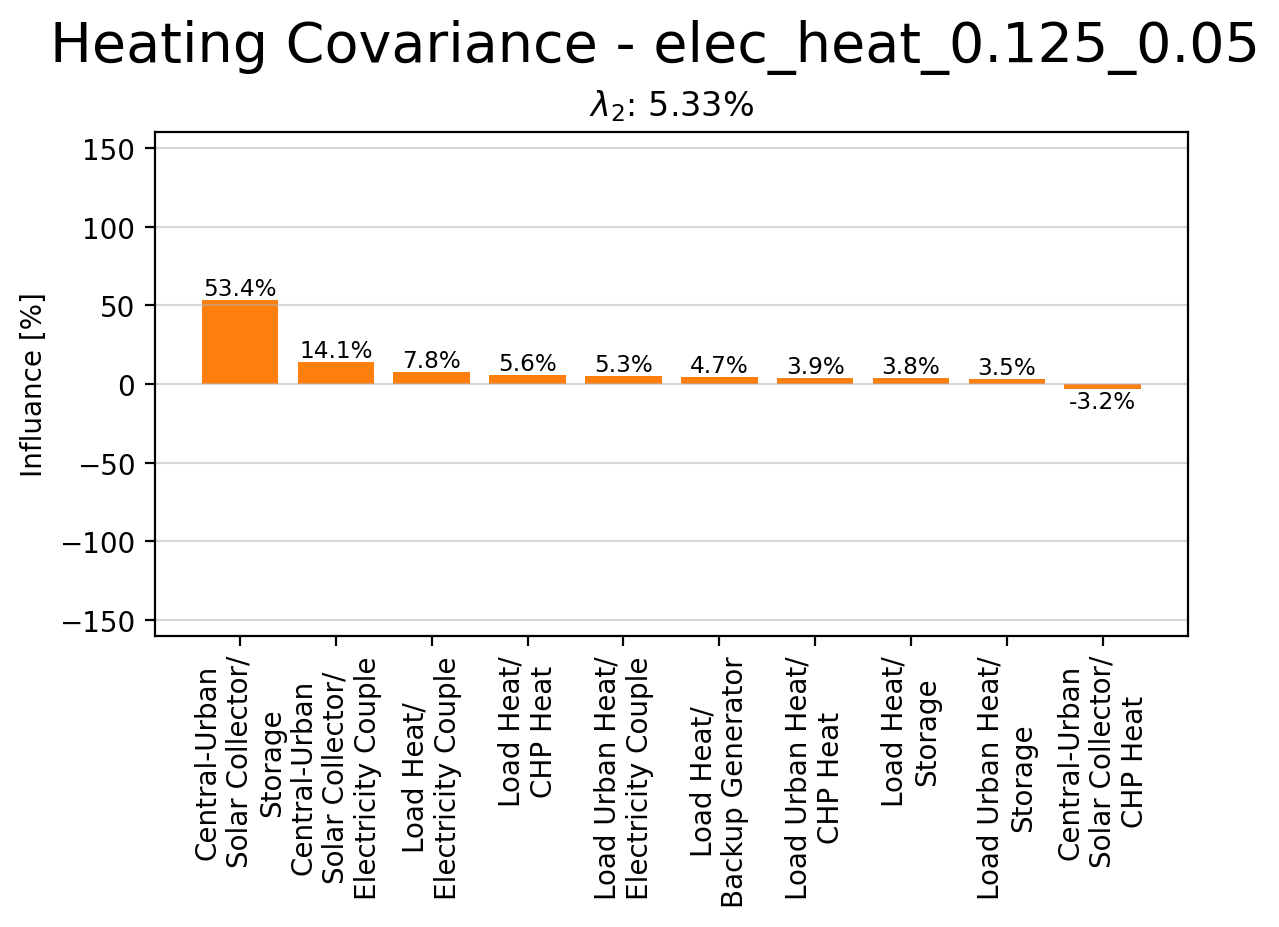 Heating Covariance - elec_heat_0.125_0.05
λ₂: 5.33%
Influance [%]
150
100
50
0
−50
−100
−150
53.4%
14.1%
7.8%
5.6%
5.3%
4.7%
3.9%
3.8%
3.5%
-3.2%
Central-Urban
Solar Collector/
Storage
Central-Urban
Solar Collector/
Electricity Couple
Load Heat/
Electricity Couple
Load Heat/
CHP Heat
Load Urban Heat/
Electricity Couple
Load Heat/
Backup Generator
Load Urban Heat/
CHP Heat
Load Heat/
Storage
Load Urban Heat/
Storage
Central-Urban
Solar Collector/
CHP Heat